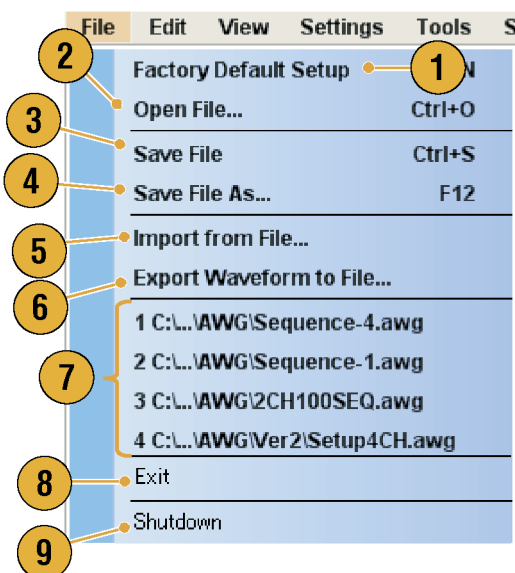 File Edit View Settings Tools S
2
Factory Default Setup 1 N
Open File... Ctrl+O
3
Save File Ctrl+S
4
Save File As... F12
5
Import from File...
6
Export Waveform to File...
7
1 C:\...\AWG\Sequence-4.awg
2 C:\...\AWG\Sequence-1.awg
3 C:\...\AWG\2CH100SEQ.awg
4 C:\...\AWG\Ver2\Setup4CH.awg
8
Exit
9
Shutdown